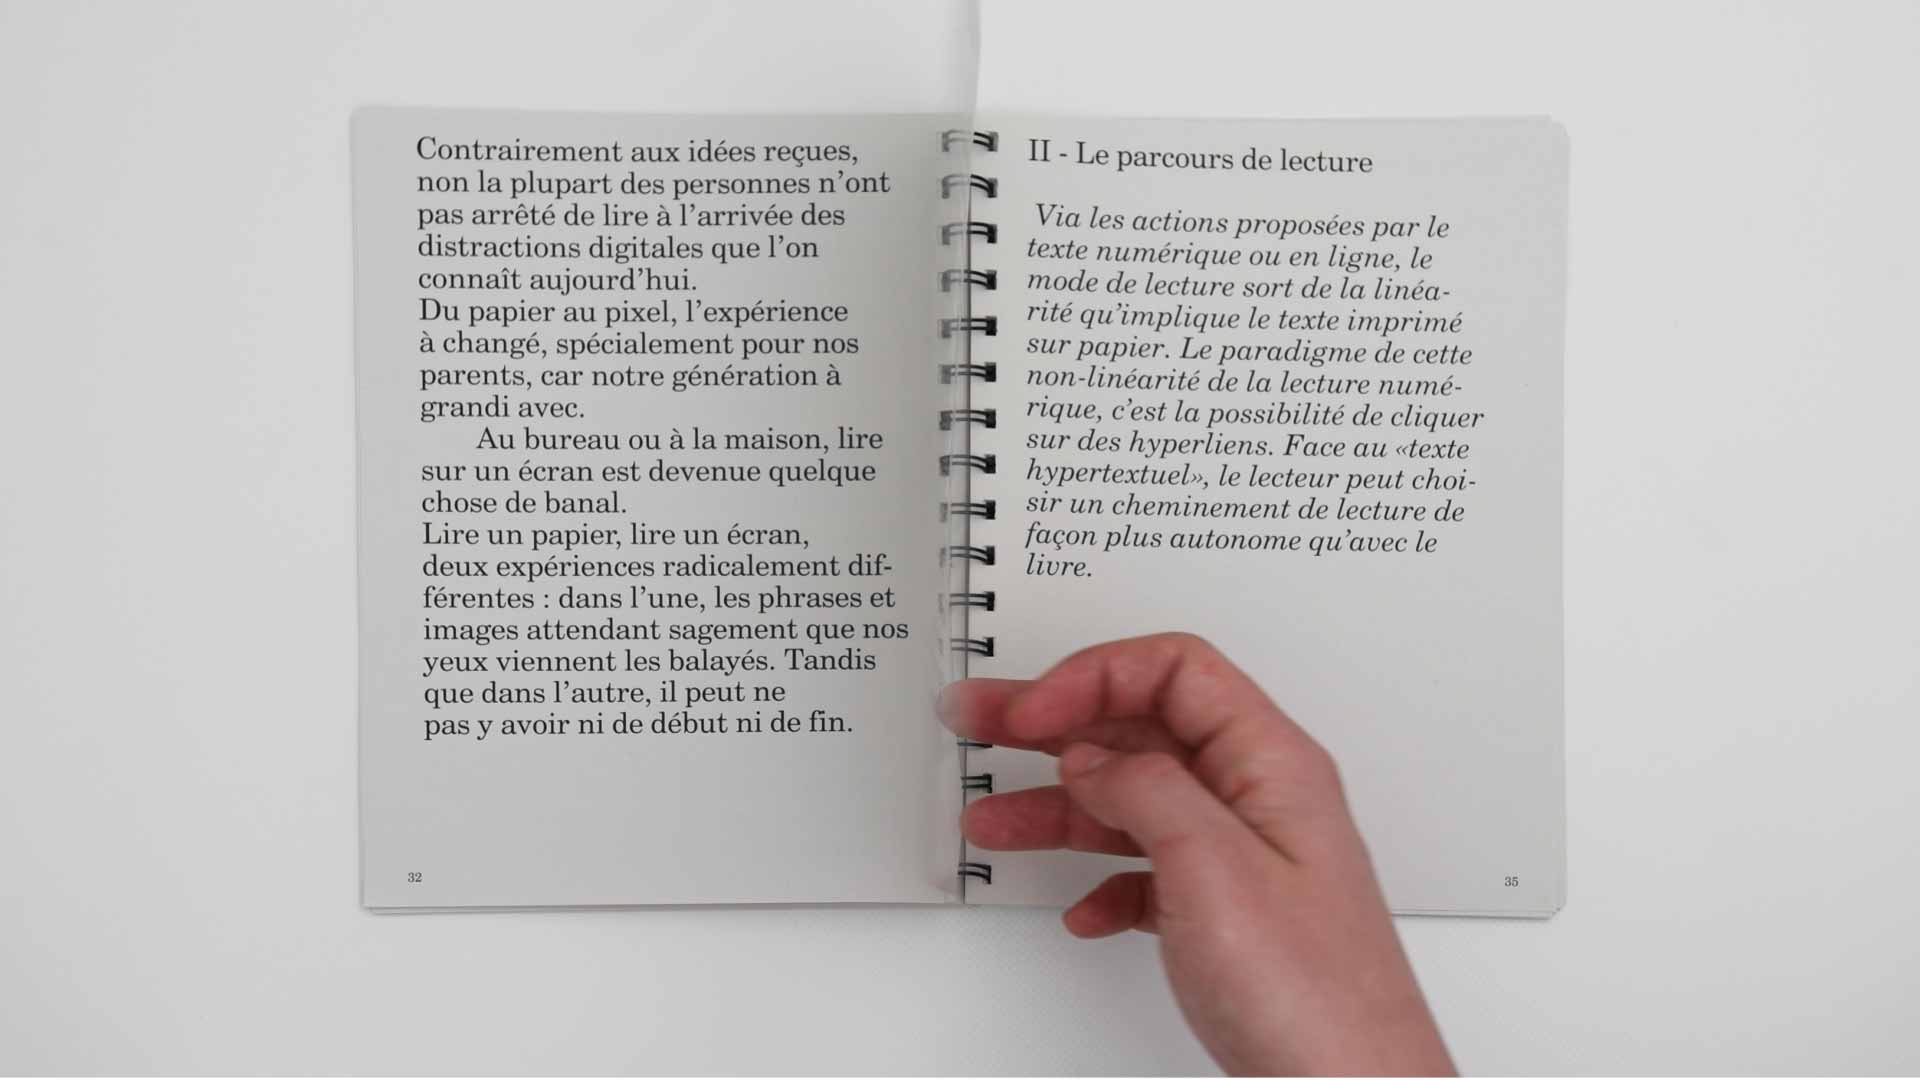 Contrairement aux idées reçues,
non la plupart des personnes n’ont
pas arrêté de lire à l’arrivée des
distractions digitales que l’on
connaît aujourd’hui.
Du papier au pixel, l’expérience
à changé, spécialement pour nos
parents, car notre génération à
grandi avec.
Au bureau ou à la maison, lire
sur un écran est devenue quelque
chose de banal.
Lire un papier, lire un écran,
deux expériences radicalement dif-
férentes : dans l’une, les phrases et
images attendant sagement que nos
yeux viennent les balayés. Tandis
que dans l’autre, il peut ne
pas y avoir ni de début ni de fin.
32
II - Le parcours de lecture
Via les actions proposées par le
texte numérique ou en ligne, le
mode de lecture sort de la linéa-
rité qu’implique le texte imprimé
sur papier. Le paradigme de cette
non-linéarité de la lecture numé-
rique, c’est la possibilité de cliquer
sur des hyperliens. Face au «texte
hypertextuel», le lecteur peut choi-
sir un cheminement de lecture de
façon plus autonome qu’avec le
livre.
35